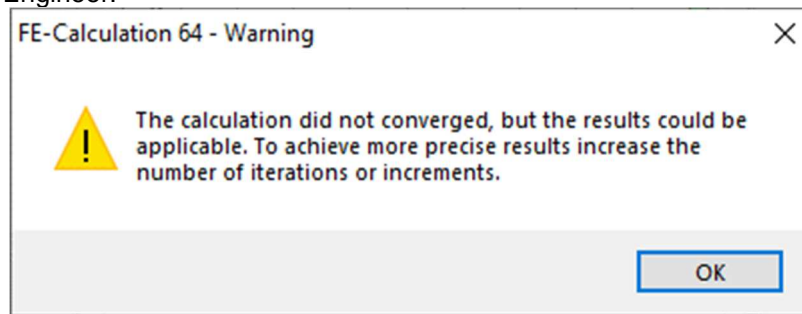 Engineer.
FE-Calculation 64 - Warning
The calculation did not converged, but the results could be
applicable. To achieve more precise results increase the
number of iterations or increments.
OK